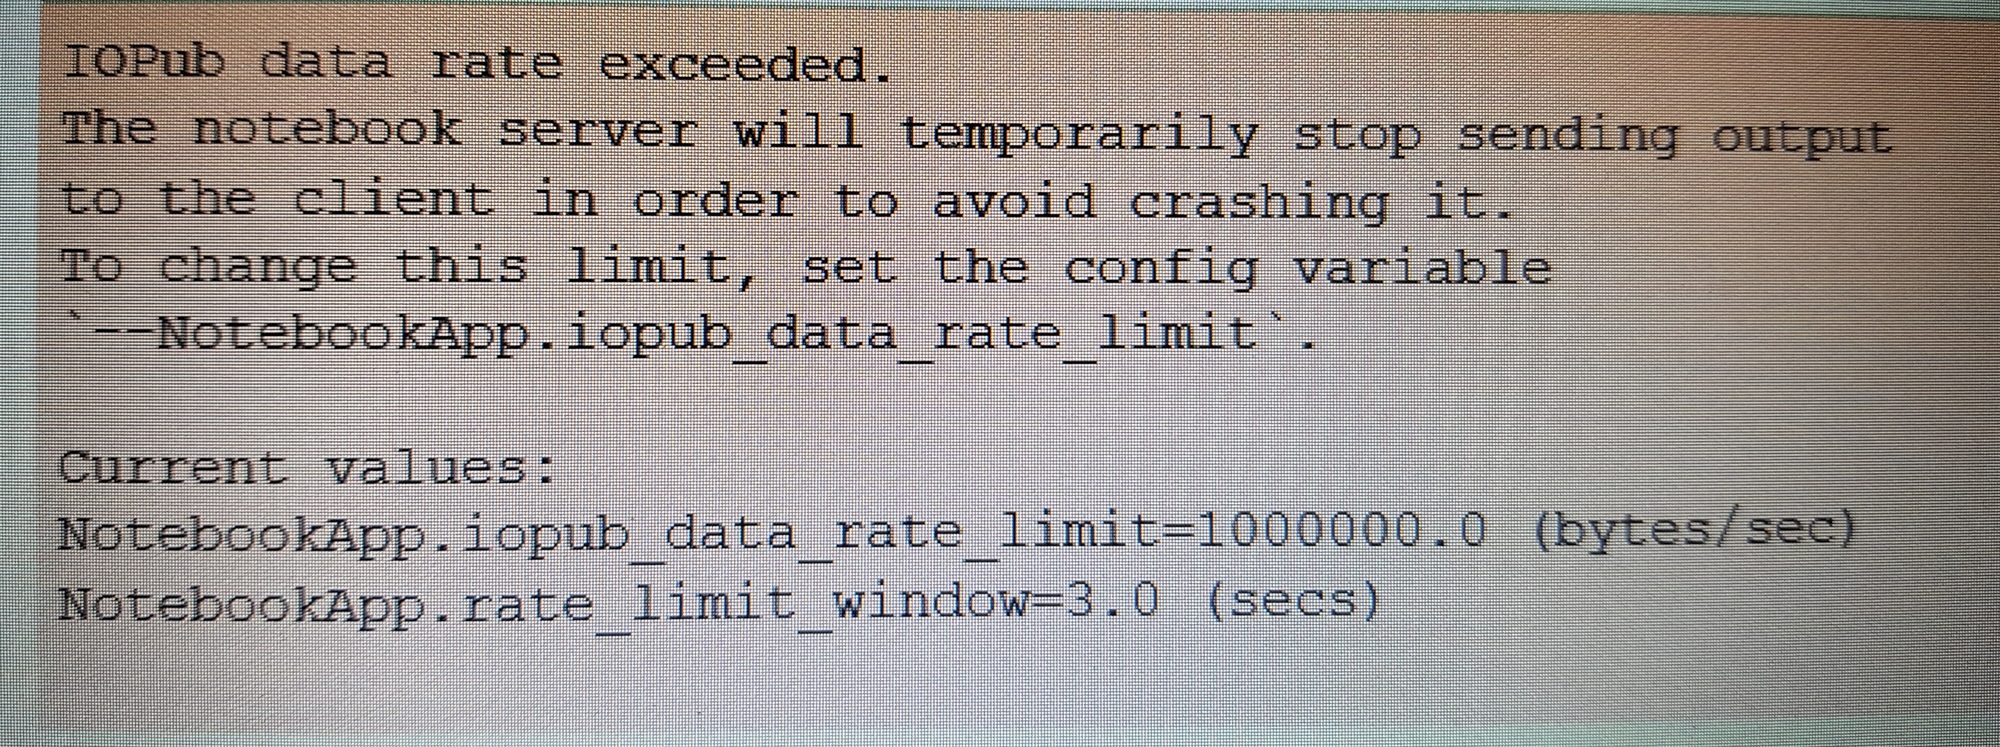 IOPub data rate exceeded.
The notebook server will temporarily stop sending output
to the client in order to avoid crashing it.
To change this limit, set the config variable
`--NotebookApp.iopub_data_rate_limit`.
Current values:
NotebookApp.iopub_data_rate_limit=1000000.0 (bytes/sec)
NotebookApp.rate_limit_window=3.0 (secs)